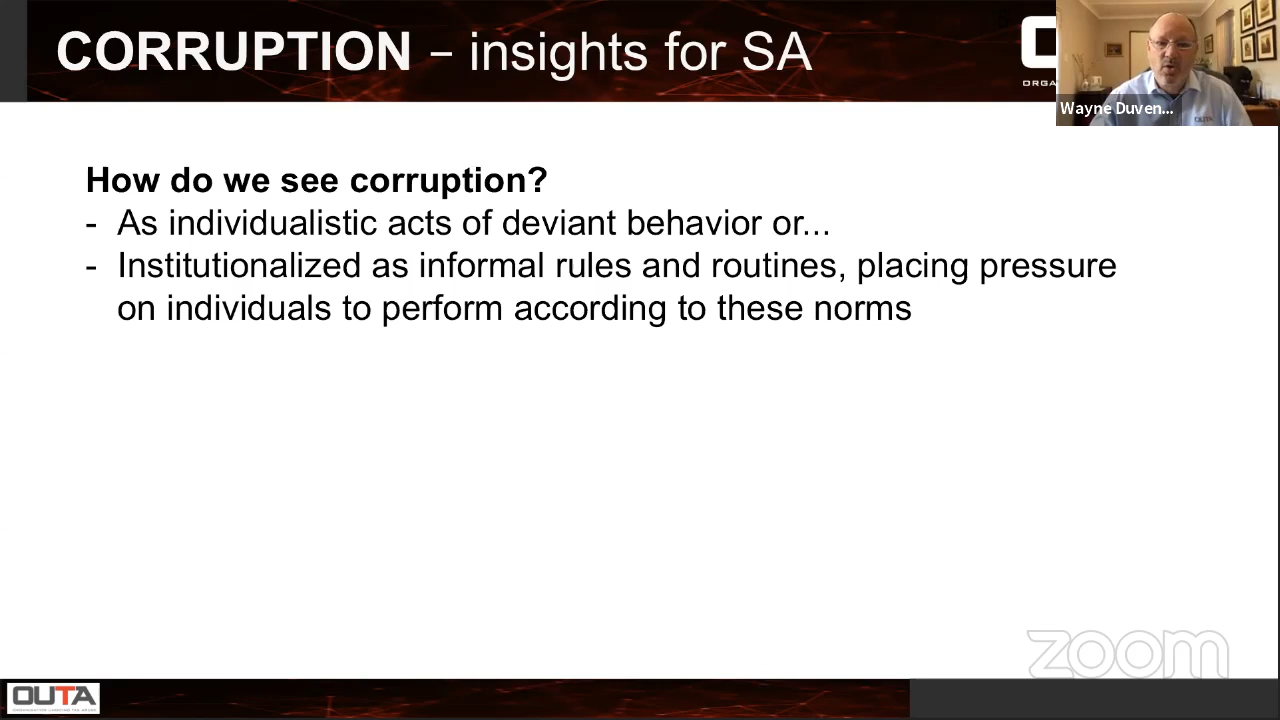 CORRUPTION – insights for SA
ORGA
Wayne Duven...
How do we see corruption?
- As individualistic acts of deviant behavior or...
- Institutionalized as informal rules and routines, placing pressure
on individuals to perform according to these norms
zoom
OUTA